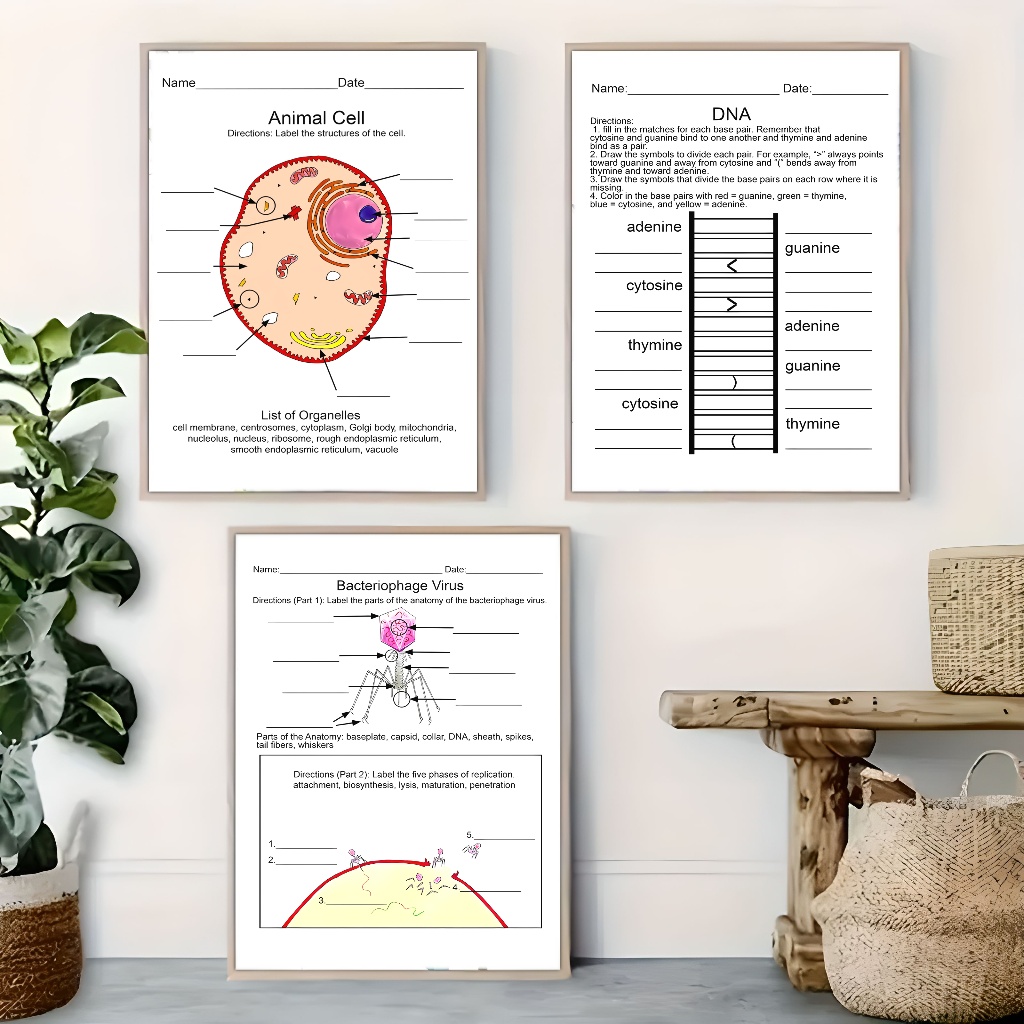 Name____________________Date______________
Animal Cell
Directions: Label the structures of the cell.
List of Organelles
cell membrane, centrosomes, cytoplasm, Golgi body, mitochondria,
nucleolus, nucleus, ribosome, rough endoplasmic reticulum,
smooth endoplasmic reticulum, vacuole
Name:______________________ Date:___________
DNA
Directions:
1. fill in the matches for each base pair. Remember that
cytosine and guanine bind to one another and thymine and adenine
bind as a pair.
2. Draw the symbols to divide each pair. For example, ">" always points
toward guanine and away from cytosine and "(" bends away from
thymine and toward adenine.
3. Draw the symbols that divide the base pairs on each row where it is
missing.
4. Color in the base pairs with red = guanine, green = thymine,
blue = cytosine, and yellow = adenine.
adenine
guanine
<
cytosine
>
adenine
thymine
guanine
)
cytosine
thymine
(
Name:______________________ Date:___________
Bacteriophage Virus
Directions (Part 1): Label the parts of the anatomy of the bacteriophage virus.
Parts of the Anatomy: baseplate, capsid, collar, DNA, sheath, spikes,
tail fibers, whiskers
Directions (Part 2): Label the five phases of replication.
attachment, biosynthesis, lysis, maturation, penetration
1.____________
2.____________
3.____________
4.____________
5.____________